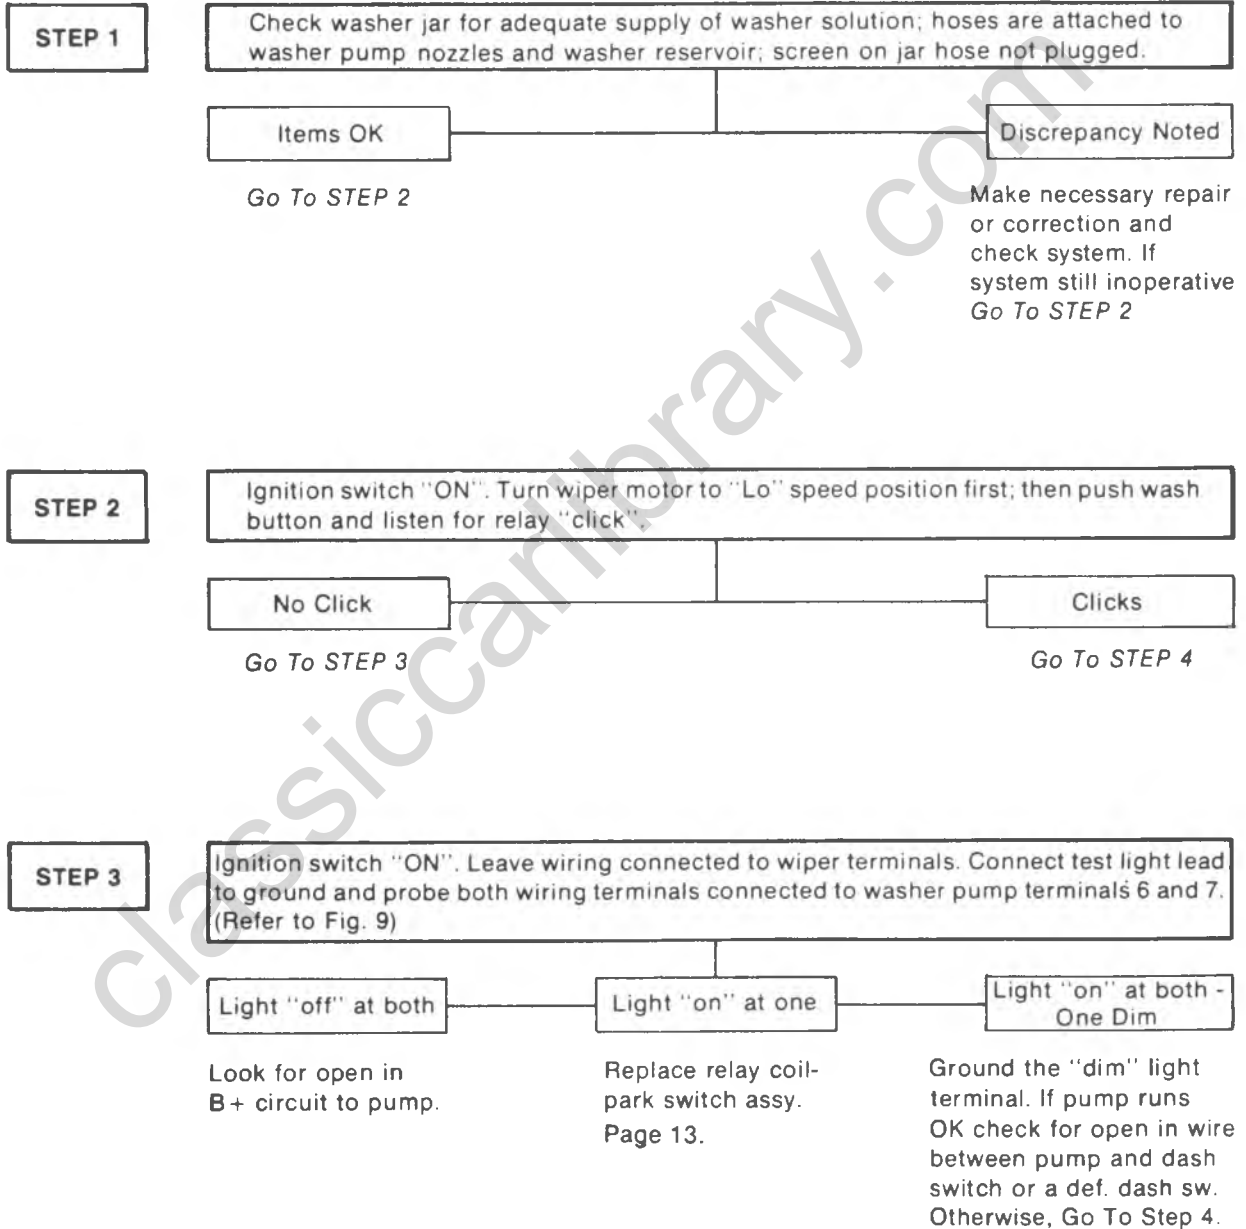 STEP 1
Check washer jar for adequate supply of washer solution; hoses are attached to
washer pump nozzles and washer reservoir; screen on jar hose not plugged.
Items OK
Go To STEP 2
Discrepancy Noted
Make necessary repair
or correction and
check system. If
system still inoperative
Go To STEP 2
STEP 2
Ignition switch "ON". Turn wiper motor to "Lo" speed position first; then push wash
button and listen for relay "click".
No Click
Go To STEP 3
Clicks
Go To STEP 4
STEP 3
Ignition switch "ON". Leave wiring connected to wiper terminals. Connect test light lead
to ground and probe both wiring terminals connected to washer pump terminals 6 and 7.
(Refer to Fig. 9)
Light "off" at both
Look for open in
B+ circuit to pump.
Light "on" at one
Replace relay coil-
park switch assy.
Page 13.
Light "on" at both -
One Dim
Ground the "dim" light
terminal. If pump runs
OK check for open in wire
between pump and dash
switch or a def. dash sw.
Otherwise, Go To Step 4.
classiccarlibrary.com